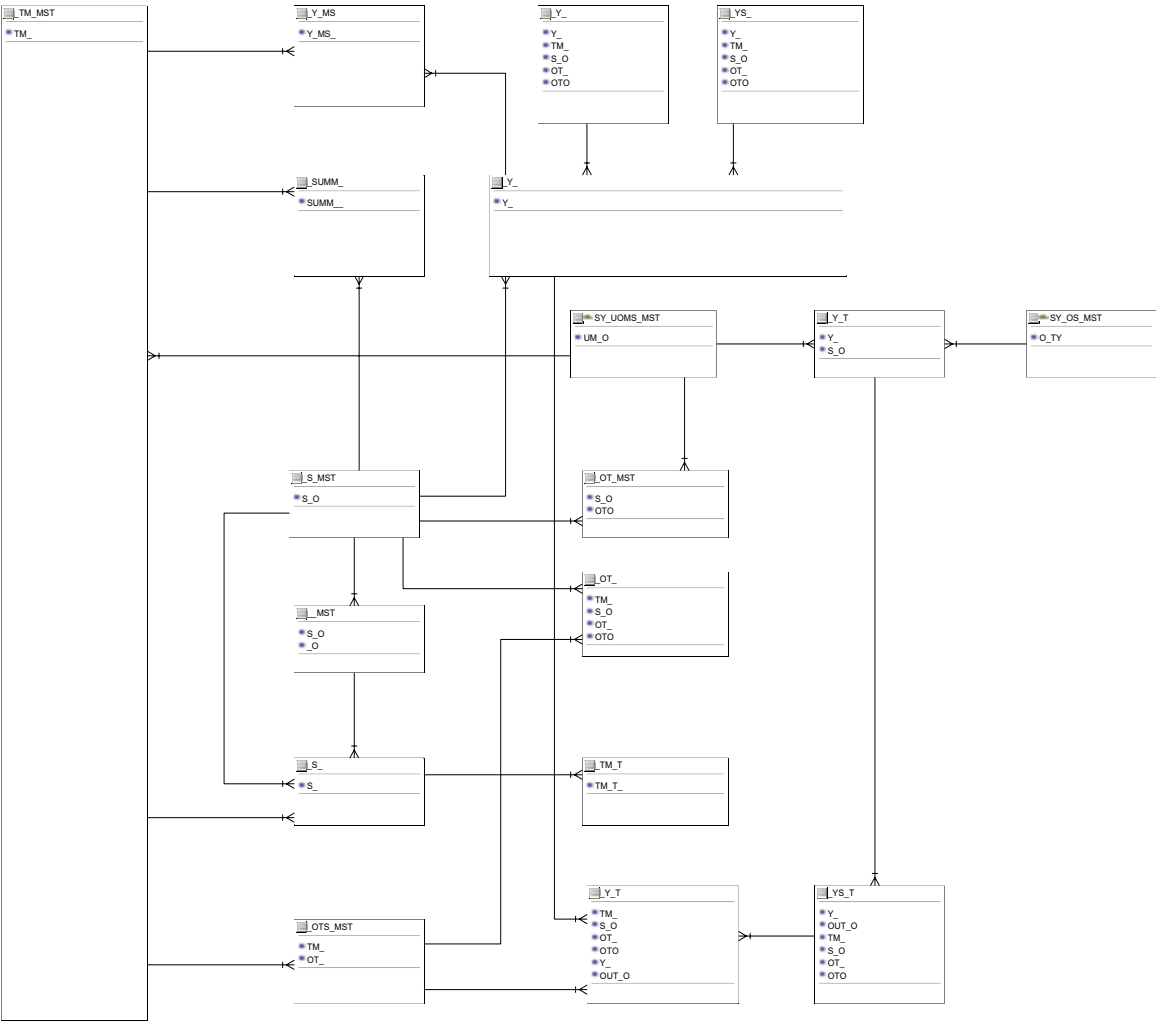 _TM_MST
TM_
_Y_MS
Y_MS_
_Y_
Y_
TM_
S_O
OT_
OTO
_YS_
Y_
TM_
S_O
OT_
OTO
_SUMM_
SUMM__
_Y_
Y_
SY_UOMS_MST
UM_O
_Y_T
Y_
S_O
SY_OS_MST
O_TY
_S_MST
S_O
_OT_MST
S_O
OTO
_OT_
TM_
S_O
OT_
OTO
__MST
S_O
_O
_S_
S_
_TM_T
TM_T_
_OTS_MST
TM_
OT_
_Y_T
TM_
S_O
OT_
OTO
Y_
OUT_O
_YS_T
Y_
OUT_O
TM_
S_O
OT_
OTO